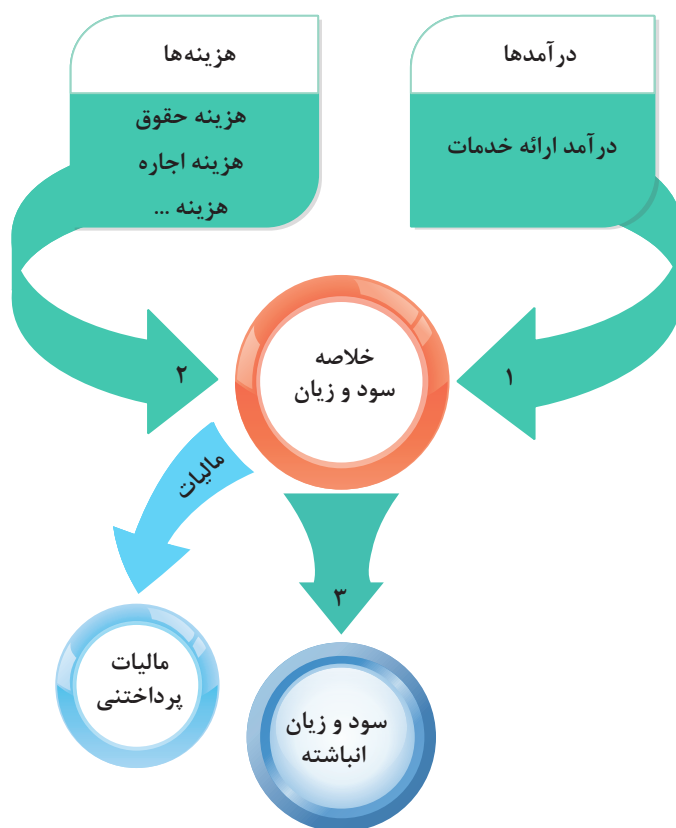 درآمدها
درآمد ارائه خدمات
هزینه‌ها
هزینه حقوق
هزینه اجاره
هزینه ...
۱
۲
خلاصه
سود و زیان
مالیات
۳
مالیات
پرداختنی
سود و زیان
انباشته